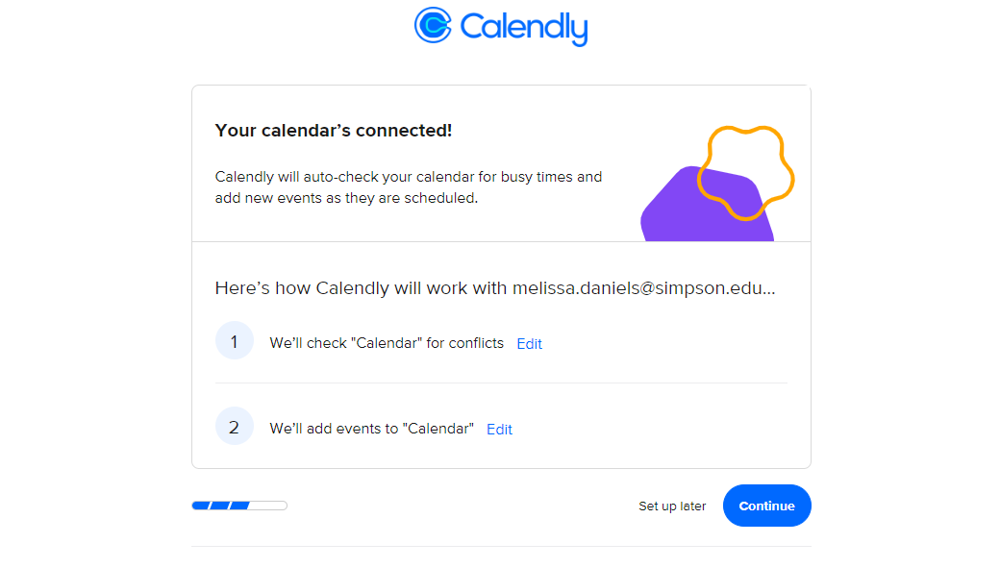 Calendly
Your calendar’s connected!
Calendly will auto-check your calendar for busy times and
add new events as they are scheduled.
Here’s how Calendly will work with melissa.daniels@simpson.edu...
1 We’ll check "Calendar" for conflicts Edit
2 We’ll add events to "Calendar" Edit
Set up later Continue